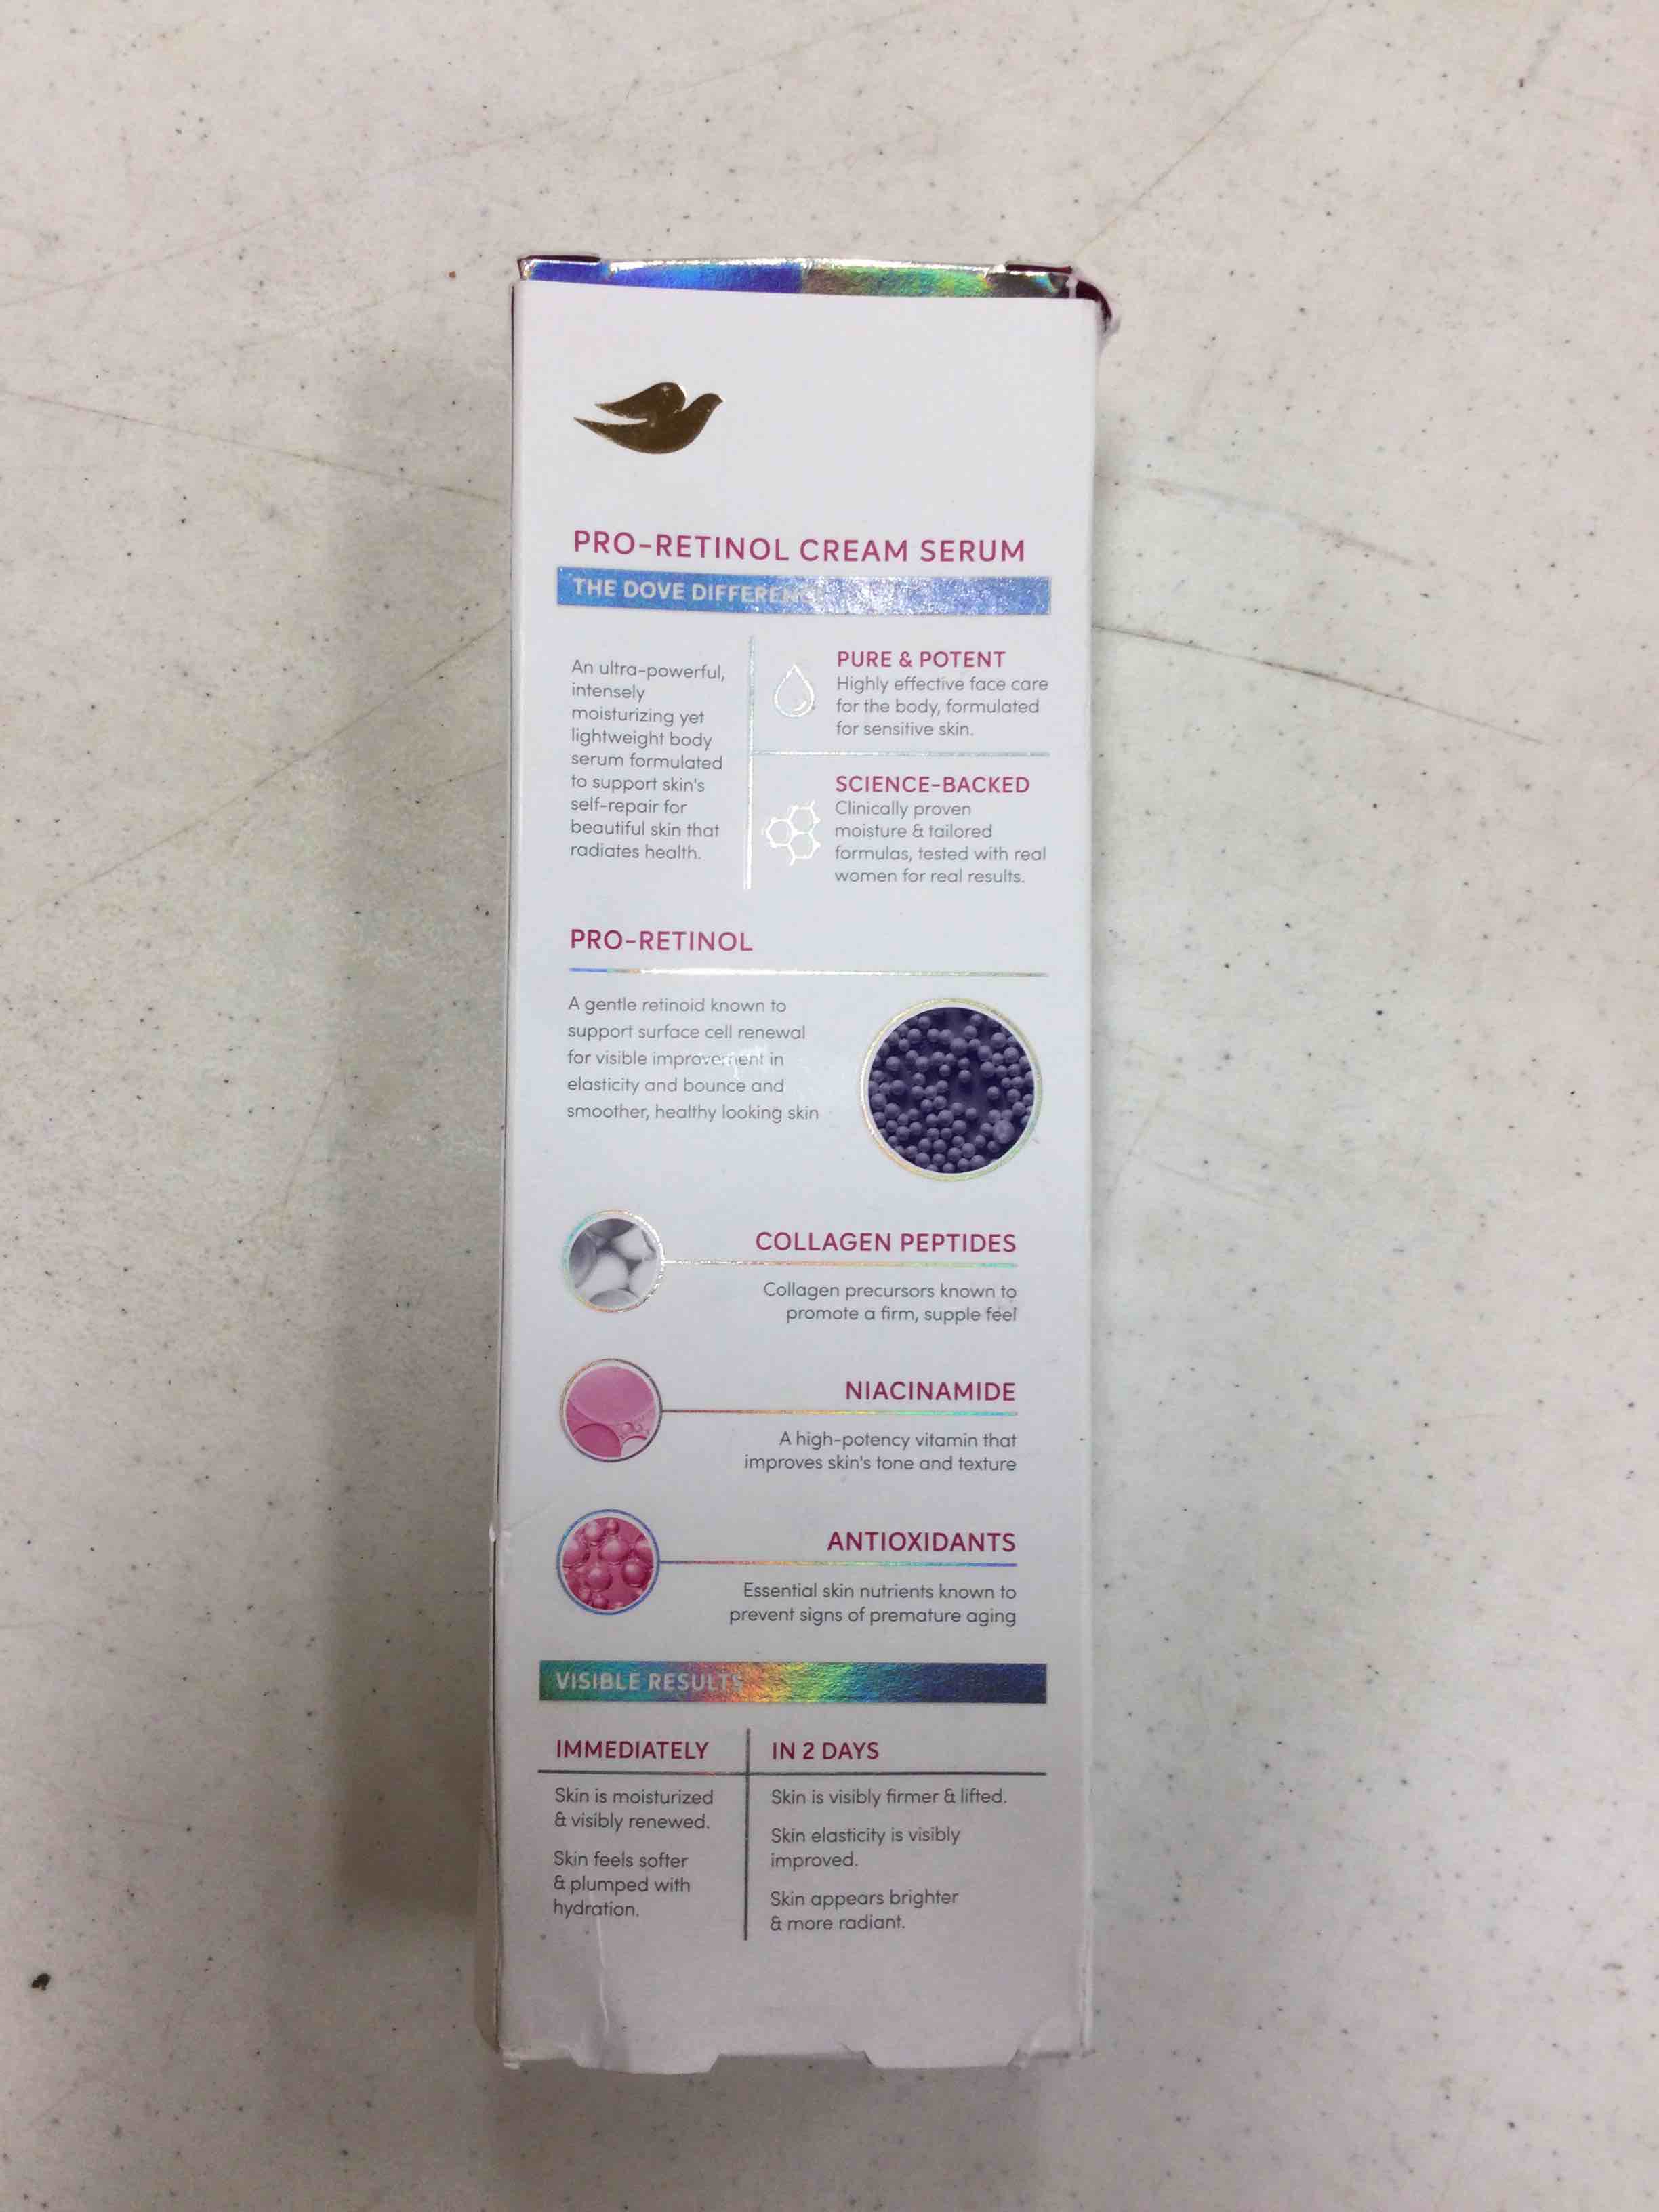 PRO-RETINOL CREAM SERUM
THE DOVE DIFFERENCE
An ultra-powerful,
intensely
moisturizing yet
lightweight body
serum formulated
to support skin's
self-repair for
beautiful skin that
radiates health.
PURE & POTENT
Highly effective face care
for the body, formulated
for sensitive skin.
SCIENCE-BACKED
Clinically proven
moisture & tailored
formulas, tested with real
women for real results.
PRO-RETINOL
A gentle retinoid known to
support surface cell renewal
for visible improvement in
elasticity and bounce and
smoother, healthy looking skin
COLLAGEN PEPTIDES
Collagen precursors known to
promote a firm, supple feel
NIACINAMIDE
A high-potency vitamin that
improves skin's tone and texture
ANTIOXIDANTS
Essential skin nutrients known to
prevent signs of premature aging
VISIBLE RESULTS
IMMEDIATELY
Skin is moisturized
& visibly renewed.
Skin feels softer
& plumped with
hydration.
IN 2 DAYS
Skin is visibly firmer & lifted.
Skin elasticity is visibly
improved.
Skin appears brighter
& more radiant.